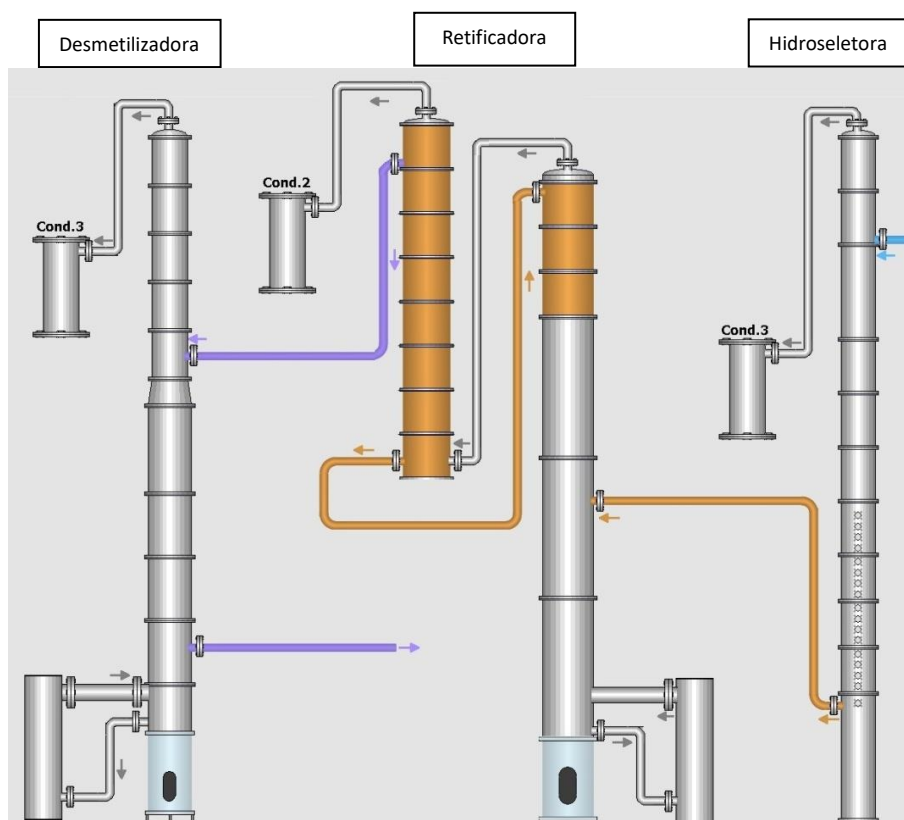 Desmetilizadora
Retificadora
Hidroseletora
Cond.3
Cond.2
Cond.3